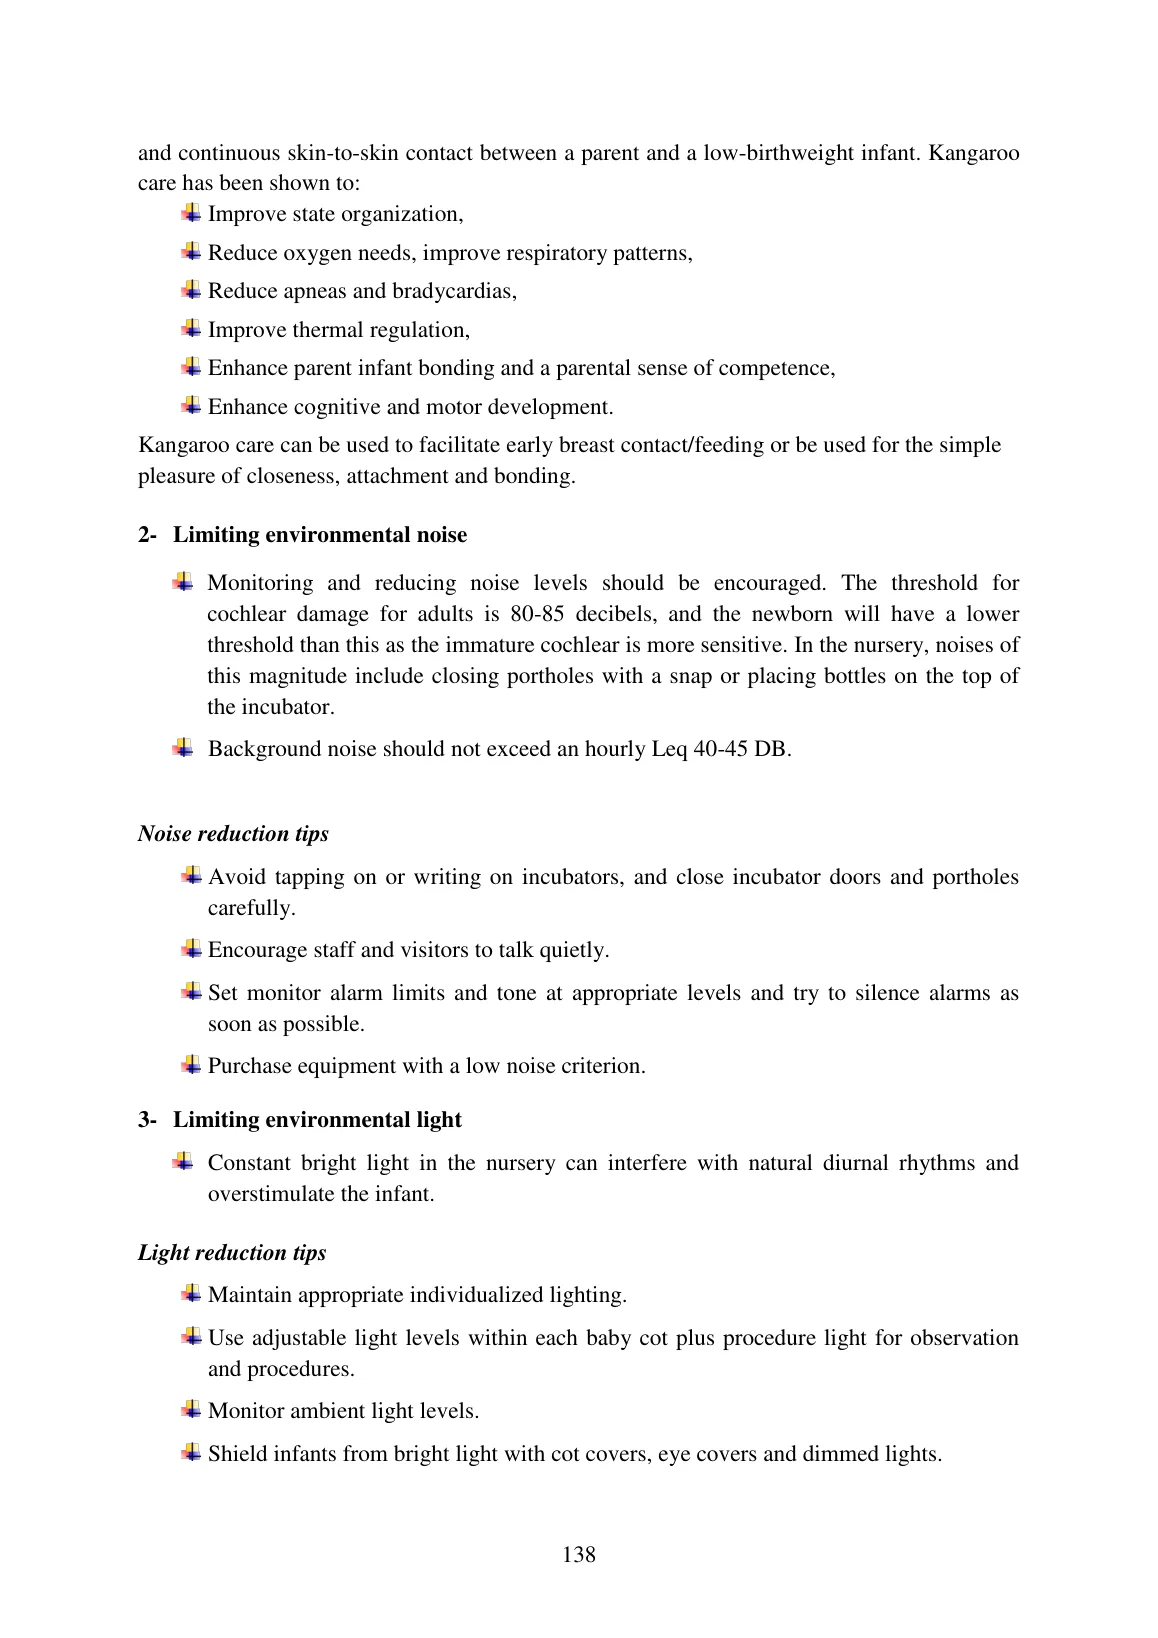 and continuous skin-to-skin contact between a parent and a low-birthweight infant. Kangaroo
care has been shown to:
Improve state organization,
Reduce oxygen needs, improve respiratory patterns,
Reduce apneas and bradycardias,
Improve thermal regulation,
Enhance parent infant bonding and a parental sense of competence,
Enhance cognitive and motor development.
Kangaroo care can be used to facilitate early breast contact/feeding or be used for the simple
pleasure of closeness, attachment and bonding.
2- Limiting environmental noise
Monitoring and reducing noise levels should be encouraged. The threshold for
cochlear damage for adults is 80-85 decibels, and the newborn will have a lower
threshold than this as the immature cochlear is more sensitive. In the nursery, noises of
this magnitude include closing portholes with a snap or placing bottles on the top of
the incubator.
Background noise should not exceed an hourly Leq 40-45 DB.
Noise reduction tips
Avoid tapping on or writing on incubators, and close incubator doors and portholes
carefully.
Encourage staff and visitors to talk quietly.
Set monitor alarm limits and tone at appropriate levels and try to silence alarms as
soon as possible.
Purchase equipment with a low noise criterion.
3- Limiting environmental light
Constant bright light in the nursery can interfere with natural diurnal rhythms and
overstimulate the infant.
Light reduction tips
Maintain appropriate individualized lighting.
Use adjustable light levels within each baby cot plus procedure light for observation
and procedures.
Monitor ambient light levels.
Shield infants from bright light with cot covers, eye covers and dimmed lights.
138